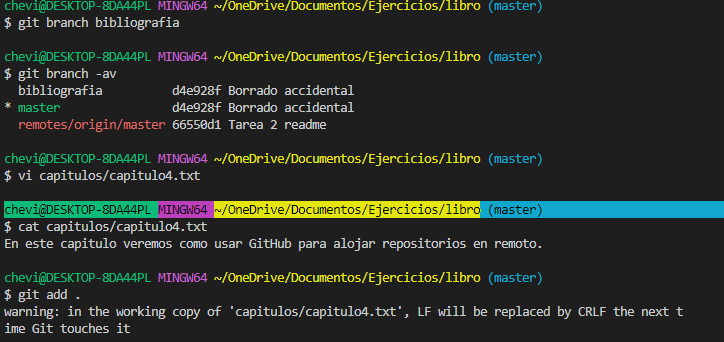 chevi@DESKTOP-8DA44PL MINGW64 ~/OneDrive/Documentos/Ejercicios/libro (master)
$ git branch bibliografia
chevi@DESKTOP-8DA44PL MINGW64 ~/OneDrive/Documentos/Ejercicios/libro (master)
$ git branch -av
  bibliografia          d4e928f Borrado accidental
* master                d4e928f Borrado accidental
  remotes/origin/master 66550d1 Tarea 2 readme
chevi@DESKTOP-8DA44PL MINGW64 ~/OneDrive/Documentos/Ejercicios/libro (master)
$ vi capitulos/capitulo4.txt
chevi@DESKTOP-8DA44PL MINGW64 ~/OneDrive/Documentos/Ejercicios/libro (master)
$ cat capitulos/capitulo4.txt
En este capitulo veremos como usar GitHub para alojar repositorios en remoto.
chevi@DESKTOP-8DA44PL MINGW64 ~/OneDrive/Documentos/Ejercicios/libro (master)
$ git add .
warning: in the working copy of 'capitulos/capitulo4.txt', LF will be replaced by CRLF the next t
ime Git touches it